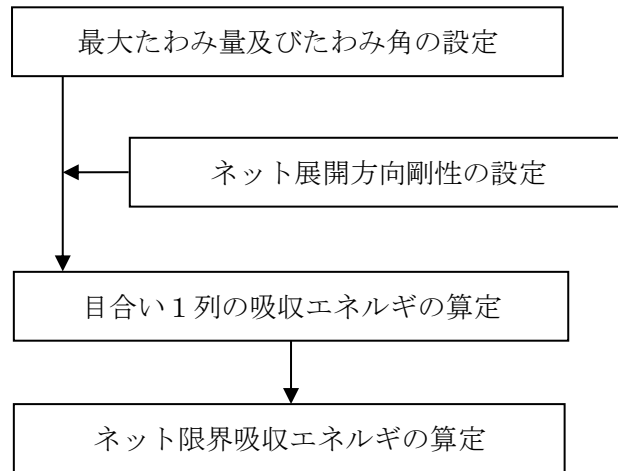 最大たわみ量及びたわみ角の設定
ネット展開方向剛性の設定
目合い１列の吸収エネルギの算定
ネット限界吸収エネルギの算定